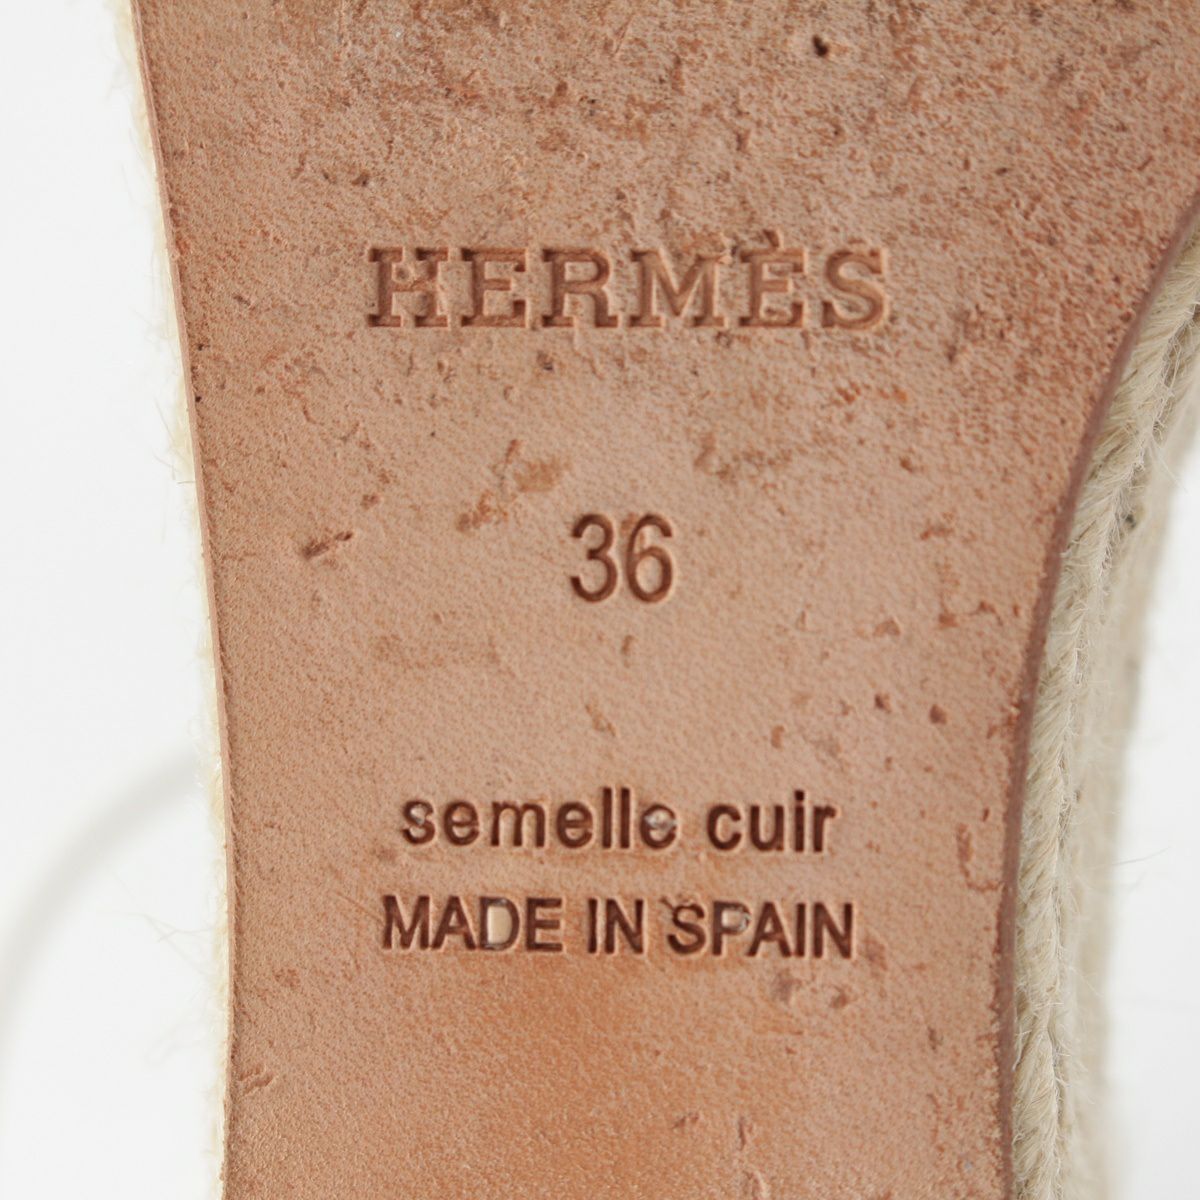 HERMÈS
36
semelle cuir
MADE IN SPAIN